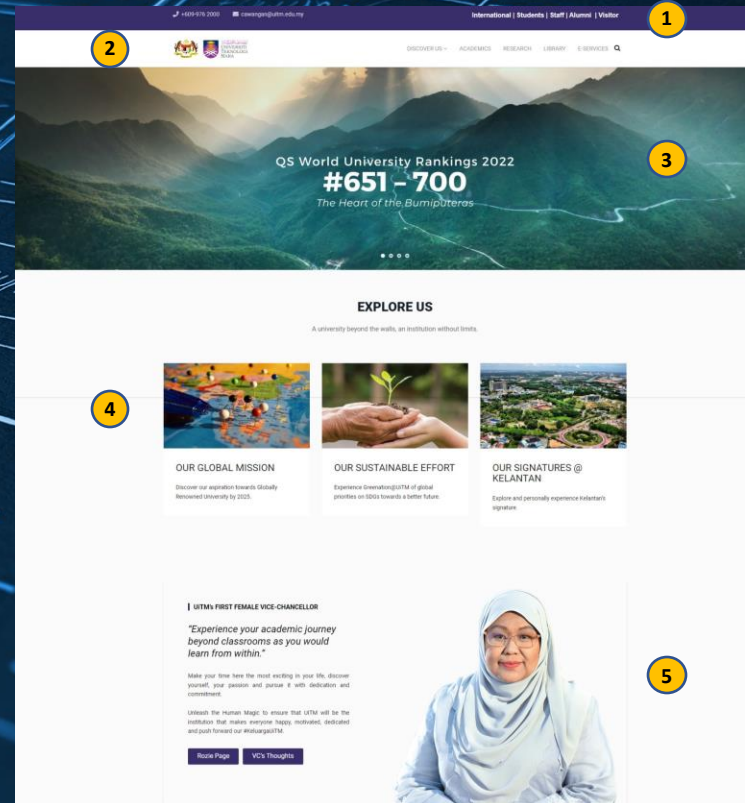 +609-976 2000 cawangan@uitm.edu.my International | Students | Staff | Alumni | Visitor
1
2
UNIVERSITI
TEKNOLOGI
MARA
DISCOVER US ACADEMICS RESEARCH LIBRARY E-SERVICES
QS World University Rankings 2022
3
#651 – 700
The Heart of the Bumiputeras
EXPLORE US
A university beyond the walls, an institution without limits.
4
OUR GLOBAL MISSION
Discover our aspiration towards Globally
Renowned University by 2025.
OUR SUSTAINABLE EFFORT
Experience Greenation@UiTM of global
priorities on SDGs towards a better future.
OUR SIGNATURES @
KELANTAN
Explore and personally experience Kelantan's
signature
UiTM's FIRST FEMALE VICE-CHANCELLOR
"Experience your academic journey
beyond classrooms as you would
learn from within."
Make your time here the most exciting in your life, discover
yourself, your passion and pursue it with dedication and
commitment.
Unleash the Human Magic to ensure that UiTM will be the
institution that makes everyone happy, motivated, dedicated
and push forward our #KeluargaUiTM.
Rozie Page VC's Thoughts
5